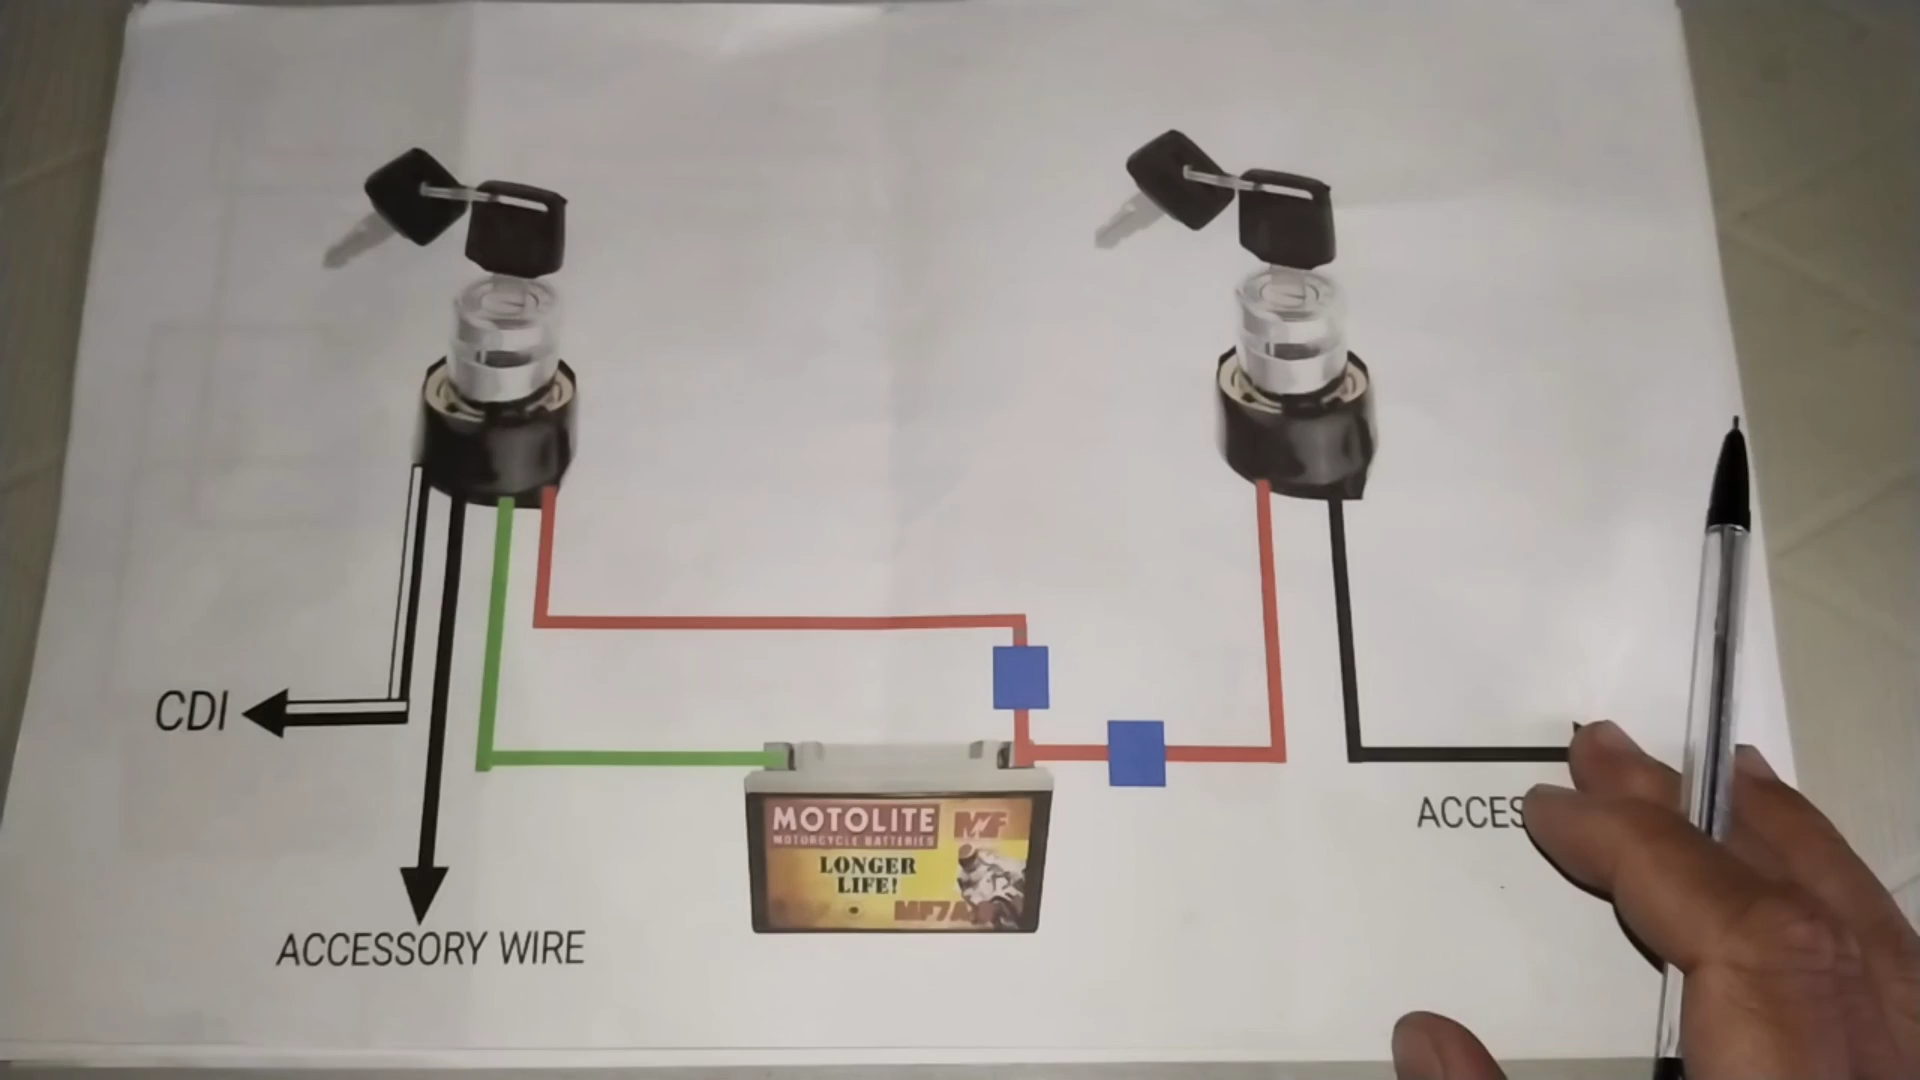 CDI
ACCESSORY WIRE
MOTOLITE
MOTORCYCLE BATTERIES
MF
LONGER
LIFE!
ACCES